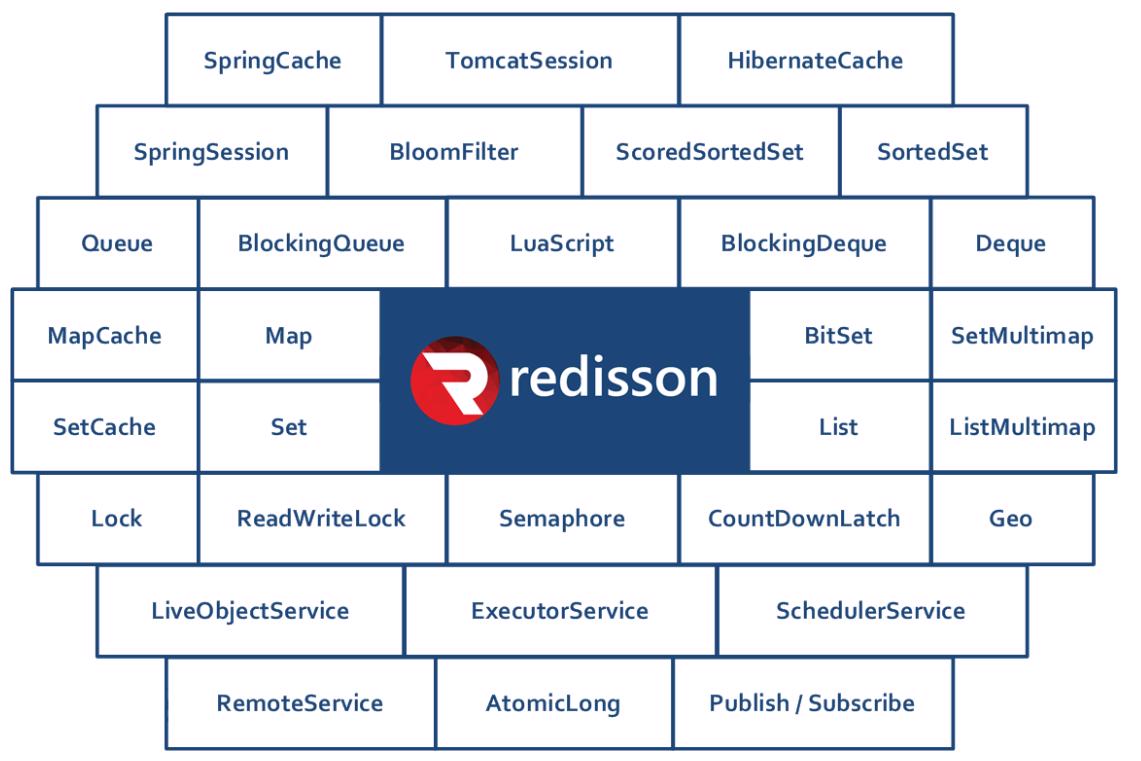 SpringCache TomcatSession HibernateCache
SpringSession BloomFilter ScoredSortedSet SortedSet
Queue BlockingQueue LuaScript BlockingDeque Deque
MapCache Map BitSet SetMultimap
redisson
SetCache Set List ListMultimap
Lock ReadWriteLock Semaphore CountDownLatch Geo
LiveObjectService ExecutorService SchedulerService
RemoteService AtomicLong Publish / Subscribe